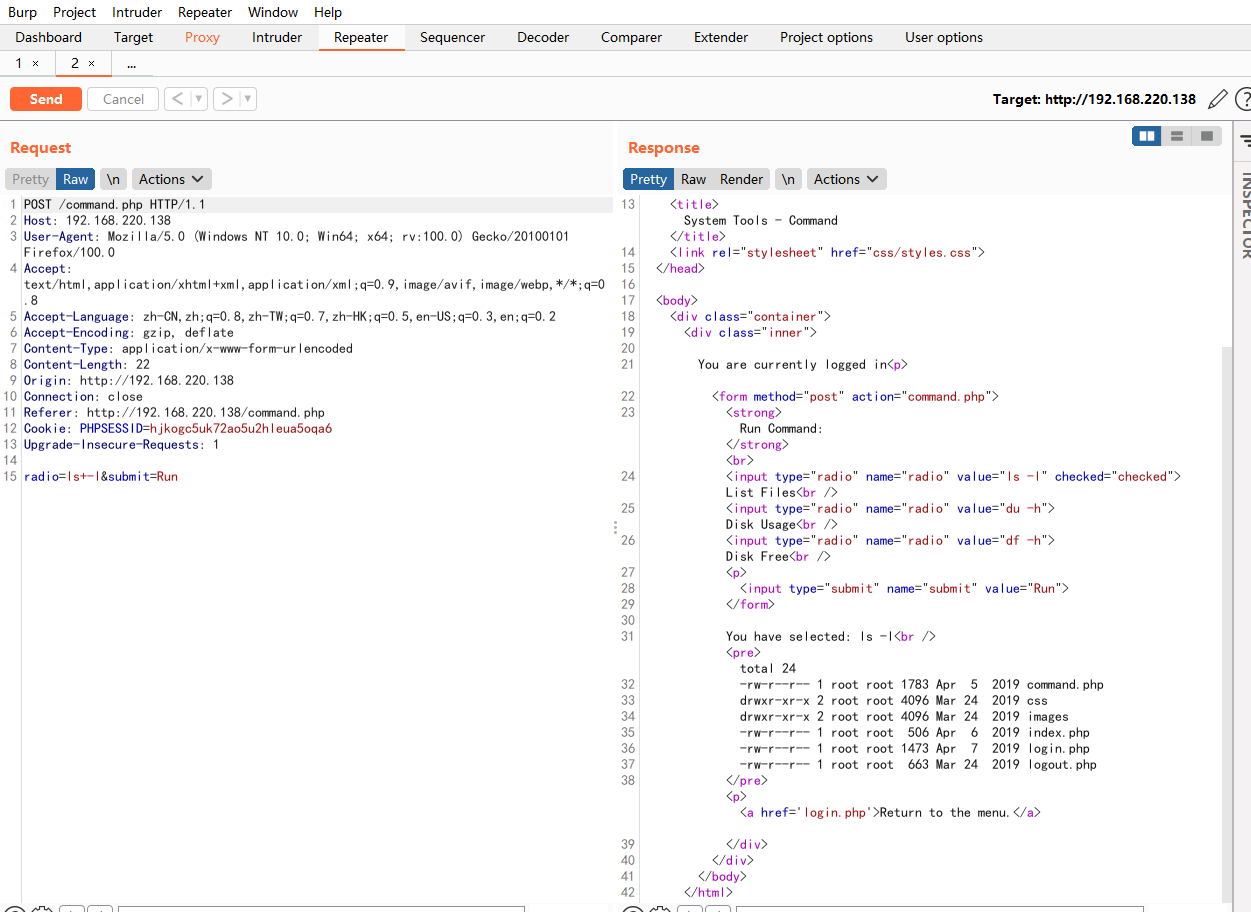 Burp Project Intruder Repeater Window Help
Dashboard Target Proxy Intruder Repeater Sequencer Decoder Comparer Extender Project options User options
1 × 2 × ...
Send Cancel < > Target: http://192.168.220.138
Request
Pretty Raw \n Actions
1 POST /command.php HTTP/1.1
2 Host: 192.168.220.138
3 User-Agent: Mozilla/5.0 (Windows NT 10.0; Win64; x64; rv:100.0) Gecko/20100101
Firefox/100.0
4 Accept:
text/html,application/xhtml+xml,application/xml;q=0.9,image/avif,image/webp,*/*;q=0
.8
5 Accept-Language: zh-CN,zh;q=0.8,zh-TW;q=0.7,zh-HK;q=0.5,en-US;q=0.3,en;q=0.2
6 Accept-Encoding: gzip, deflate
7 Content-Type: application/x-www-form-urlencoded
8 Content-Length: 22
9 Origin: http://192.168.220.138
10 Connection: close
11 Referer: http://192.168.220.138/command.php
12 Cookie: PHPSESSID=hjkogc5uk72ao5u2hleua5oqa6
13 Upgrade-Insecure-Requests: 1
14
15 radio=ls+-l&submit=Run
Response
Pretty Raw Render \n Actions
INSPECTOR
13 <title>
System Tools - Command
</title>
14 <link rel="stylesheet" href="css/styles.css">
15 </head>
16
17 <body>
18 <div class="container">
19 <div class="inner">
20
21 You are currently logged in<p>
22 <form method="post" action="command.php">
23 <strong>
Run Command:
</strong>
<br>
24 <input type="radio" name="radio" value="ls -l" checked="checked">
List Files<br />
25 <input type="radio" name="radio" value="du -h">
Disk Usage<br />
26 <input type="radio" name="radio" value="df -h">
Disk Free<br />
27 <p>
28 <input type="submit" name="submit" value="Run">
29 </form>
30
31 You have selected: ls -l<br />
<pre>
total 24
32 -rw-r--r-- 1 root root 1783 Apr  5  2019 command.php
33 drwxr-xr-x 2 root root 4096 Mar 24  2019 css
34 drwxr-xr-x 2 root root 4096 Mar 24  2019 images
35 -rw-r--r-- 1 root root  506 Apr  6  2019 index.php
36 -rw-r--r-- 1 root root 1473 Apr  7  2019 login.php
37 -rw-r--r-- 1 root root  663 Mar 24  2019 logout.php
38 </pre>
<p>
<a href='login.php'>Return to the menu.</a>
39 </div>
40 </div>
41 </body>
42 </html>